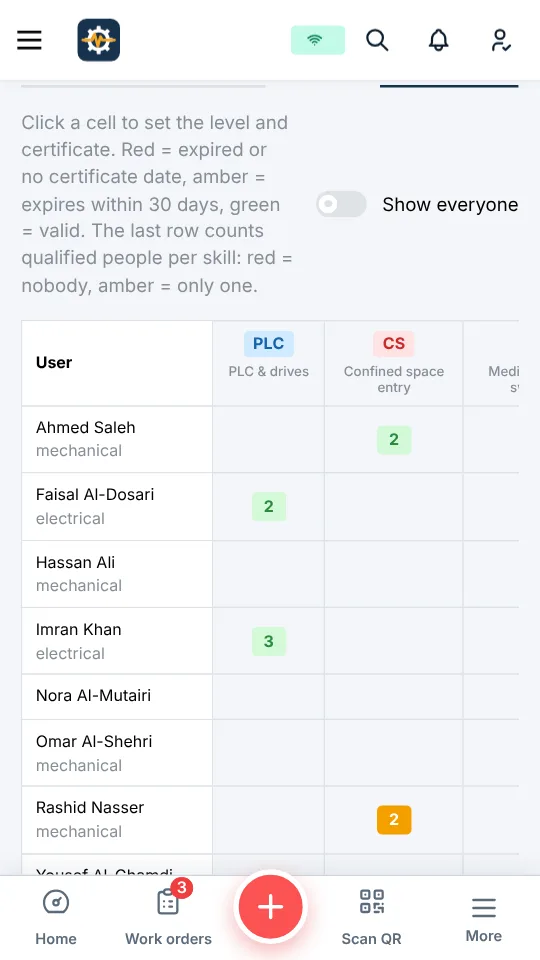 Click a cell to set the level and
certificate. Red = expired or
no certificate date, amber =
expires within 30 days, green
= valid. The last row counts
qualified people per skill: red =
nobody, amber = only one.
Show everyone
User
PLC
PLC & drives
CS
Confined space
entry
Ahmed Saleh
mechanical
2
Faisal Al-Dosari
electrical
2
Hassan Ali
mechanical
Imran Khan
electrical
3
Nora Al-Mutairi
Omar Al-Shehri
mechanical
Rashid Nasser
mechanical
2
3
Home
Work orders
Scan QR
More